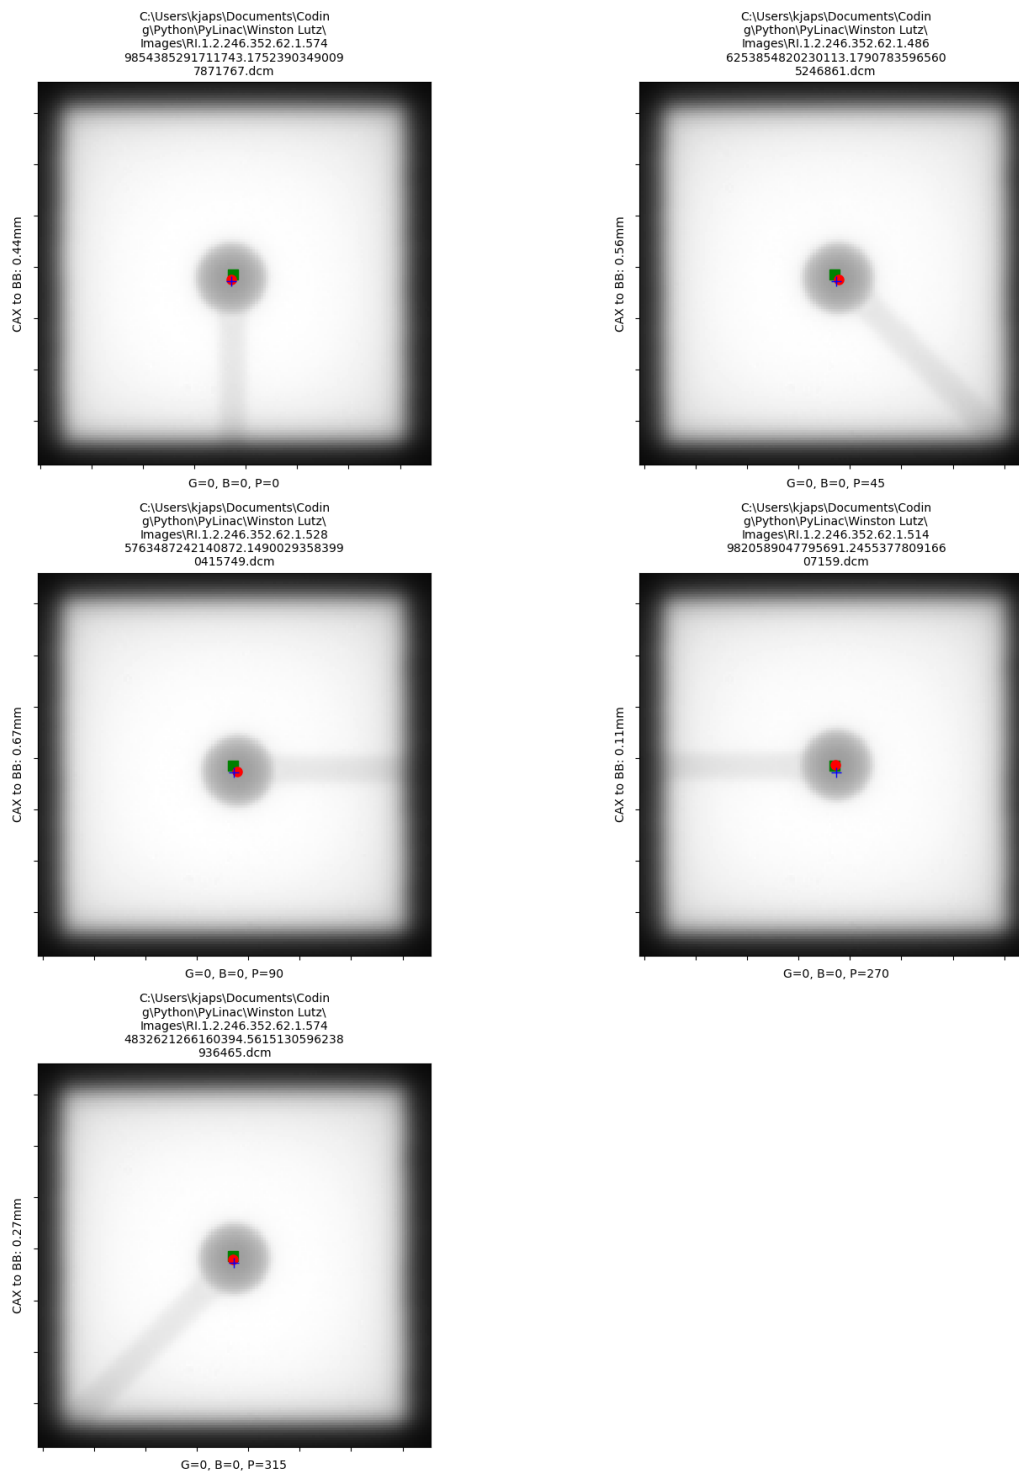 C:\Users\kjaps\Documents\Codin
g\Python\PyLinac\Winston Lutz\
Images\RI.1.2.246.352.62.1.574
9854385291711743.1752390349009
7871767.dcm
CAX to BB: 0.44mm
G=0, B=0, P=0
C:\Users\kjaps\Documents\Codin
g\Python\PyLinac\Winston Lutz\
Images\RI.1.2.246.352.62.1.486
6253854820230113.1790783596560
5246861.dcm
CAX to BB: 0.56mm
G=0, B=0, P=45
C:\Users\kjaps\Documents\Codin
g\Python\PyLinac\Winston Lutz\
Images\RI.1.2.246.352.62.1.528
5763487242140872.1490029358399
0415749.dcm
CAX to BB: 0.67mm
G=0, B=0, P=90
C:\Users\kjaps\Documents\Codin
g\Python\PyLinac\Winston Lutz\
Images\RI.1.2.246.352.62.1.514
9820589047795691.2455377809166
07159.dcm
CAX to BB: 0.11mm
G=0, B=0, P=270
C:\Users\kjaps\Documents\Codin
g\Python\PyLinac\Winston Lutz\
Images\RI.1.2.246.352.62.1.574
4832621266160394.5615130596238
936465.dcm
CAX to BB: 0.27mm
G=0, B=0, P=315